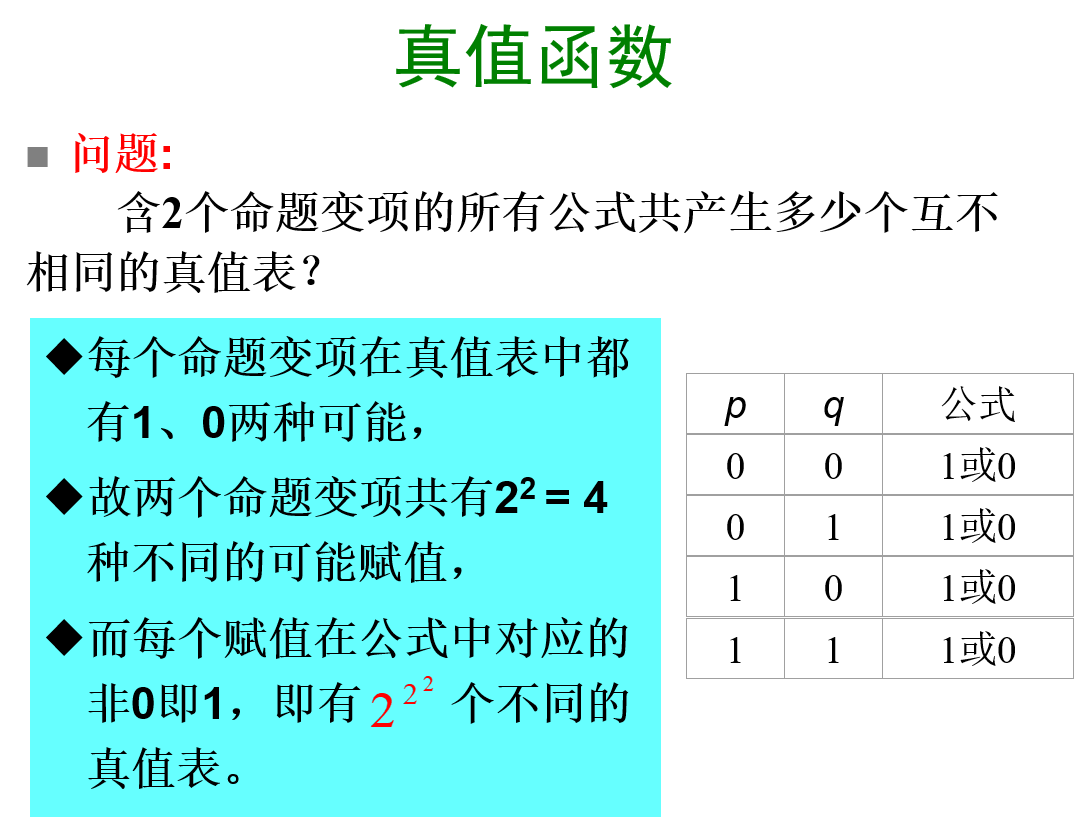 真值函数
■ 问题:
含2个命题变项的所有公式共产生多少个互不
相同的真值表？
◆每个命题变项在真值表中都
有1、0两种可能，
◆故两个命题变项共有2² = 4
种不同的可能赋值，
◆而每个赋值在公式中对应的
非0即1，即有 2^2^2 个不同的
真值表。
p q 公式
0 0 1或0
0 1 1或0
1 0 1或0
1 1 1或0